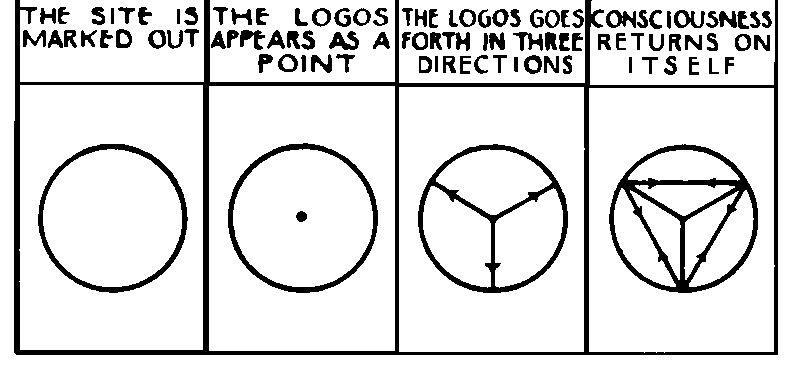 THE SITE IS
MARKED OUT
THE LOGOS
APPEARS AS A
POINT
THE LOGOS GOES
FORTH IN THREE
DIRECTIONS
CONSCIOUSNESS
RETURNS ON
ITSELF